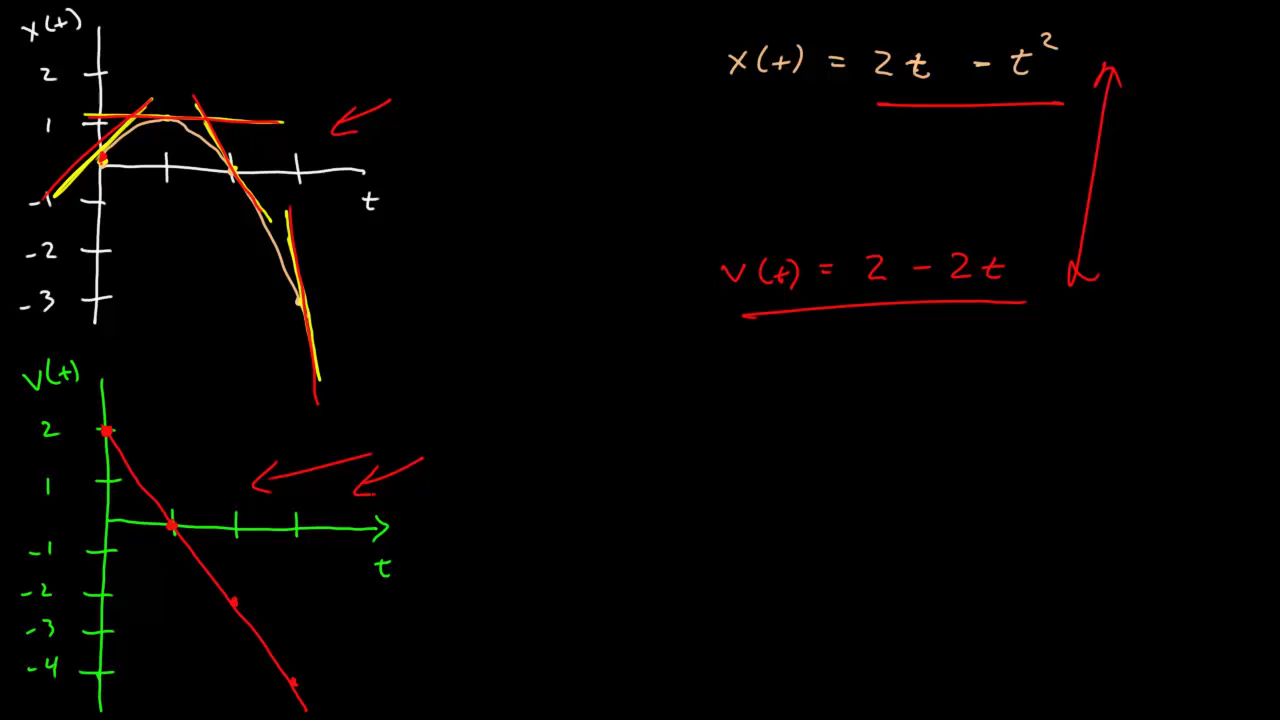 x(t)
2
1
-1
-2
-3
t
x(t) = 2t - t²
v(t) = 2 - 2t
v(t)
2
1
-1
-2
-3
-4
t